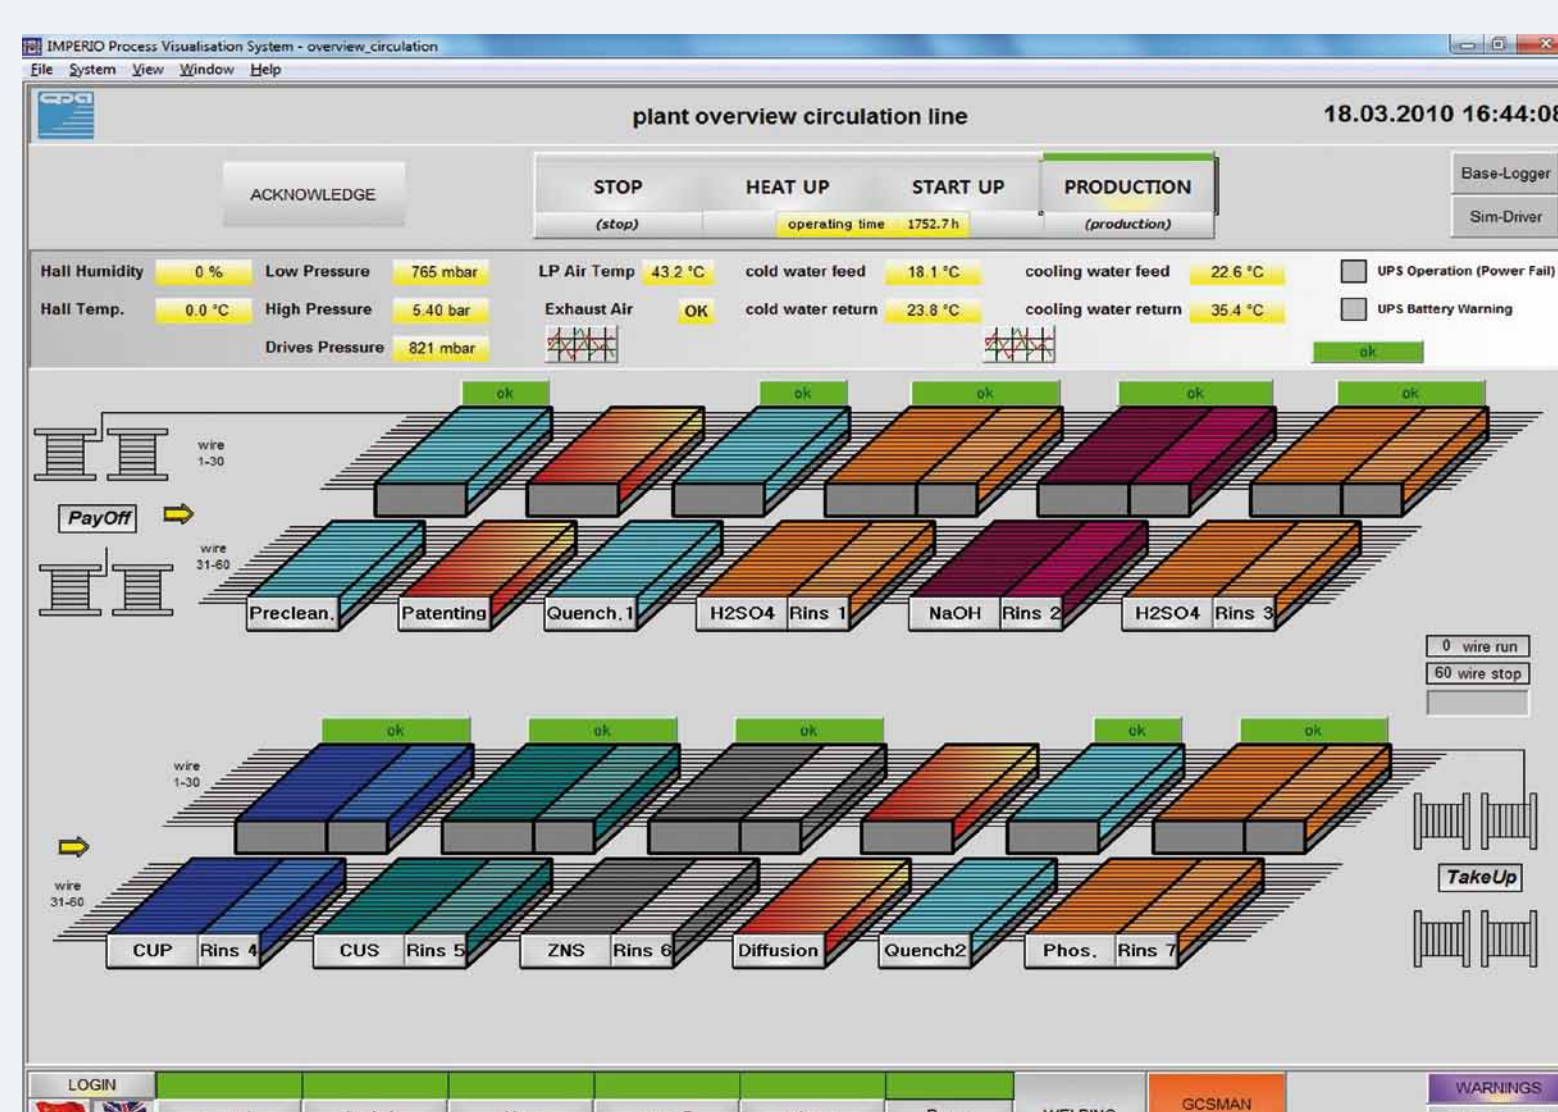 IMPERIO Process Visualisation System - overview_circulation
File System View Window Help
cpa
plant overview circulation line
18.03.2010 16:44:08
ACKNOWLEDGE
STOP HEAT UP START UP PRODUCTION
(stop) operating time 1752.7 h (production)
Base-Logger
Sim-Driver
Hall Humidity 0 % Low Pressure 765 mbar LP Air Temp 43.2 °C cold water feed 18.1 °C cooling water feed 22.6 °C UPS Operation (Power Fail)
Hall Temp. 0.0 °C High Pressure 5.40 bar Exhaust Air OK cold water return 23.8 °C cooling water return 35.4 °C UPS Battery Warning
Drives Pressure 821 mbar ok
ok ok ok ok ok
wire
1-30
PayOff
wire
31-60
Preclean. Patenting Quench.1 H2SO4 Rins 1 NaOH Rins 2 H2SO4 Rins 3
0 wire run
60 wire stop
ok ok ok ok ok
wire
1-30
wire
31-60
TakeUp
CUP Rins 4 CUS Rins 5 ZNS Rins 6 Diffusion Quench2 Phos. Rins 7
LOGIN
WARNINGS
GCSMAN